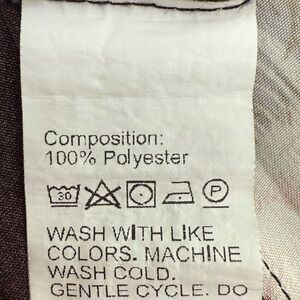 Composition:
100% Polyester
30 P
WASH WITH LIKE
COLORS. MACHINE
WASH COLD.
GENTLE CYCLE. DO